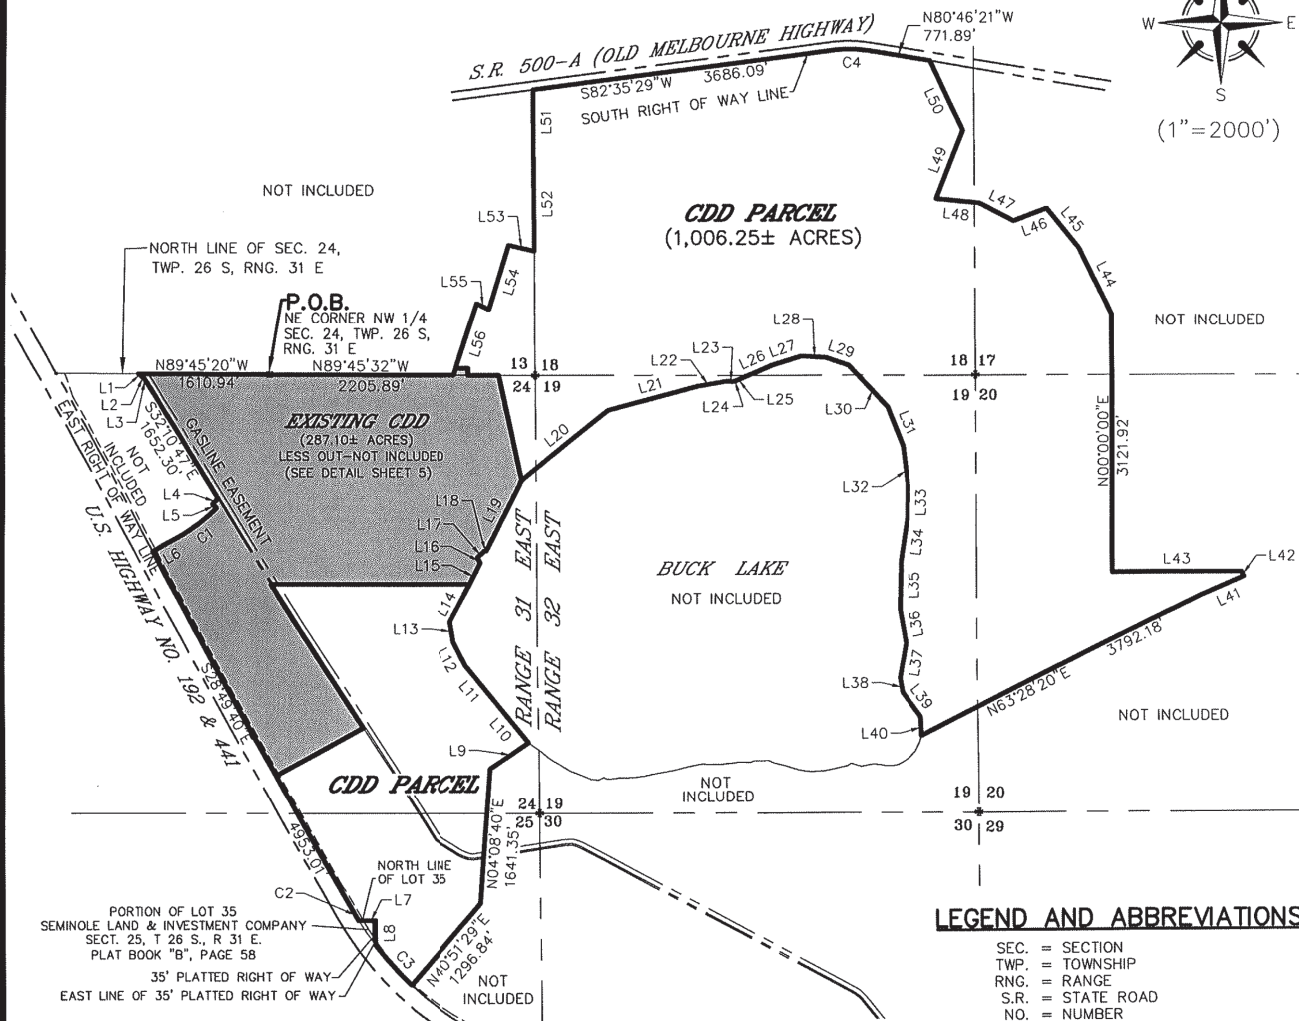 S.R. 500-A (OLD MELBOURNE HIGHWAY)
N80°46'21"W
771.89'
W
E
S
(1"=2000')
S82°35'29"W 3686.09'
C4
SOUTH RIGHT OF WAY LINE
L51
L50
L52
L49
L48
L47
L46
L45
L44
NOT INCLUDED
CDD PARCEL
(1,006.25± ACRES)
L53
L54
L55
L56
NORTH LINE OF SEC. 24,
TWP. 26 S, RNG. 31 E
P.O.B.
NE CORNER NW 1/4
SEC. 24, TWP. 26 S,
RNG. 31 E
NOT INCLUDED
N89°45'20"W
1610.94'
N89°45'32"W
2205.89'
13 18
24 19
18 17
19 20
L1
L2
L3
L28
L23
L22
L26
L27
L29
L21
L24
L25
L30
L20
L31
L32
L33
L34
L35
L36
L37
L38
L39
L40
EXISTING CDD
(287.10± ACRES)
LESS OUT-NOT INCLUDED
(SEE DETAIL SHEET 5)
S32°10'47"E
1652.30'
GASLINE EASEMENT
NOT
INCLUDED
EAST RIGHT OF WAY LINE
U.S. HIGHWAY NO. 192 & 441
L4
L5
L6
C1
L19
L18
L17
L16
L15
L14
L13
L12
L11
L10
L9
RANGE 31 EAST
RANGE 32 EAST
BUCK LAKE
NOT INCLUDED
N00°00'00"E
3121.92'
L43
L42
L41
3792.18'
N63°28'20"E
NOT INCLUDED
S28°49'40"E
4953.01'
CDD PARCEL
NOT
INCLUDED
24 19
25 30
19 20
30 29
N04°08'40"E
1641.35'
NORTH LINE
OF LOT 35
C2
L7
L8
C3
N40°51'29"E
1296.84'
NOT
INCLUDED
PORTION OF LOT 35
SEMINOLE LAND & INVESTMENT COMPANY
SECT. 25, T 26 S., R 31 E.
PLAT BOOK "B", PAGE 58
35' PLATTED RIGHT OF WAY
EAST LINE OF 35' PLATTED RIGHT OF WAY
LEGEND AND ABBREVIATIONS
SEC. = SECTION
TWP. = TOWNSHIP
RNG. = RANGE
S.R. = STATE ROAD
NO. = NUMBER